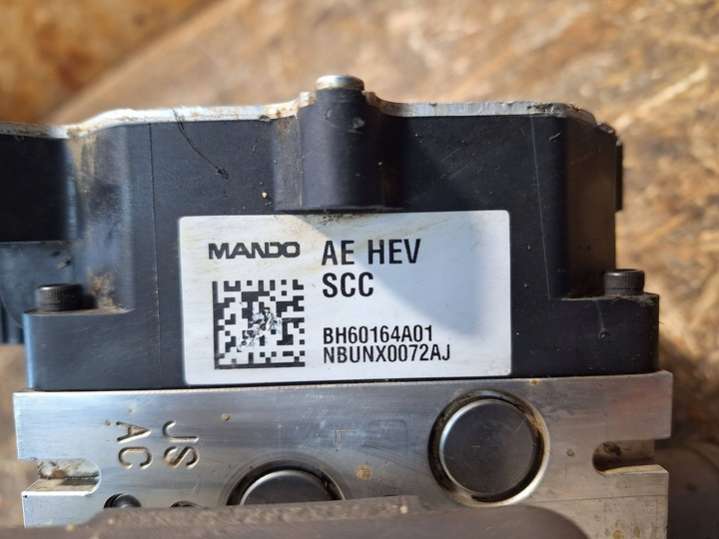 MANDO AE HEV
SCC
BH60164A01
NBUNX0072AJ
JS
AC